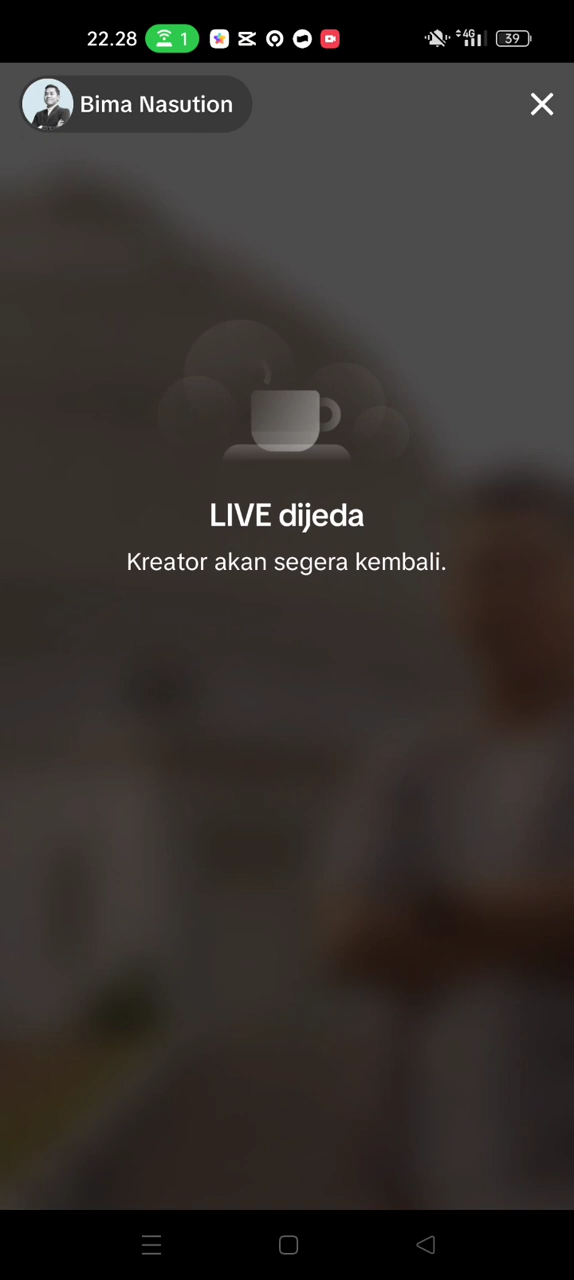 22.28
1
4G
39
Bima Nasution
LIVE dijeda
Kreator akan segera kembali.